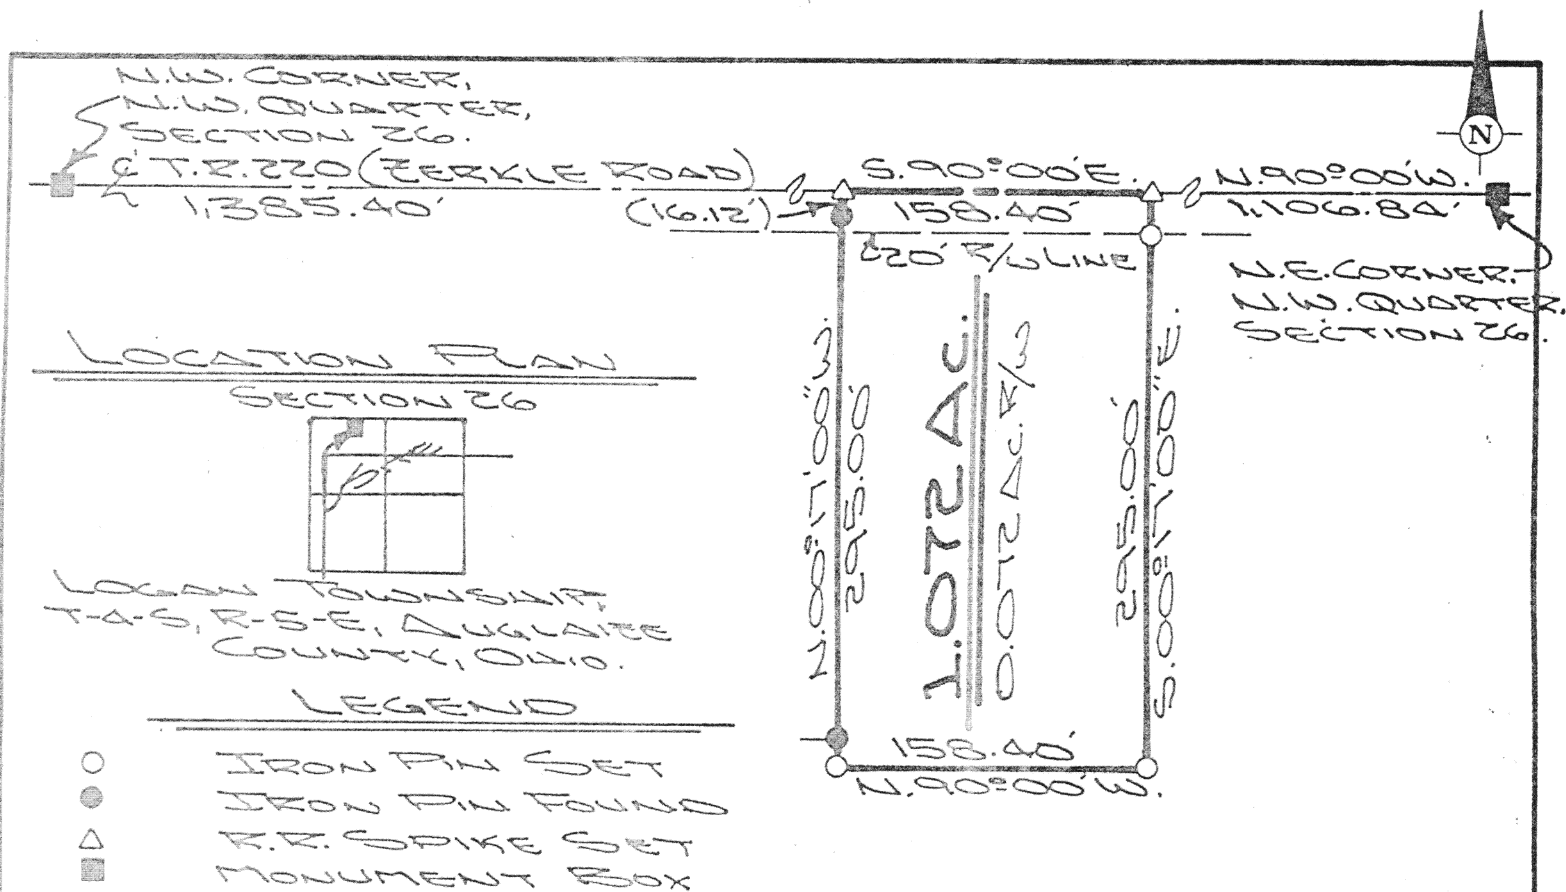 N.W. CORNER,
N.W. QUARTER,
SECTION 26.
℄ T.R. 220 (ZERKLE ROAD)
1,385.40'
S.90°00'E.
158.40'
(16.12')
N.90°00'W.
1,106.84'
N
20' R/W LINE
N.E. CORNER,
N.W. QUARTER,
SECTION 26.
N.00°17'00"W.
295.00'
1.072 AC.
0.072 AC. R/W
295.00'
S.00°17'00"E.
158.40'
N.90°00'W.
LOCATION PLAN
SECTION 26
LOGAN TOWNSHIP,
T-4-S, R-5-E, AUGLAIZE
COUNTY, OHIO.
LEGEND
IRON PIN SET
IRON PIN FOUND
R.R. SPIKE SET
MONUMENT BOX